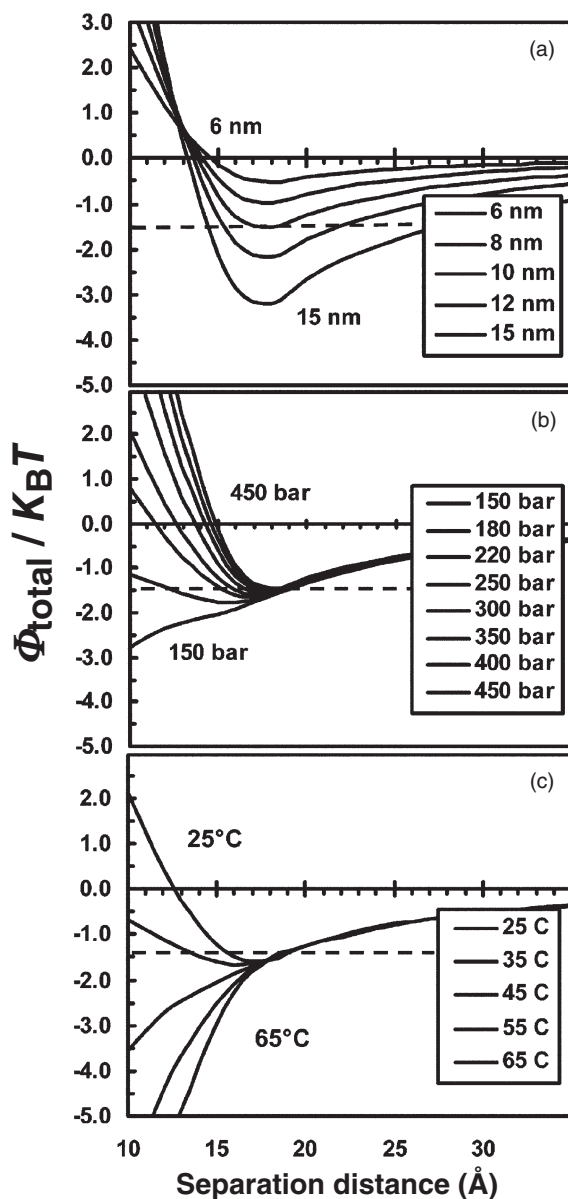 Φtotal / KBT
(a)
3.0
2.0
1.0
0.0
-1.0
-2.0
-3.0
-4.0
-5.0
6 nm
15 nm
6 nm
8 nm
10 nm
12 nm
15 nm
(b)
2.0
1.0
0.0
-1.0
-2.0
-3.0
-4.0
-5.0
450 bar
150 bar
150 bar
180 bar
220 bar
250 bar
300 bar
350 bar
400 bar
450 bar
(c)
2.0
1.0
0.0
-1.0
-2.0
-3.0
-4.0
-5.0
25°C
65°C
25 C
35 C
45 C
55 C
65 C
10 15 20 25 30
Separation distance (Å)